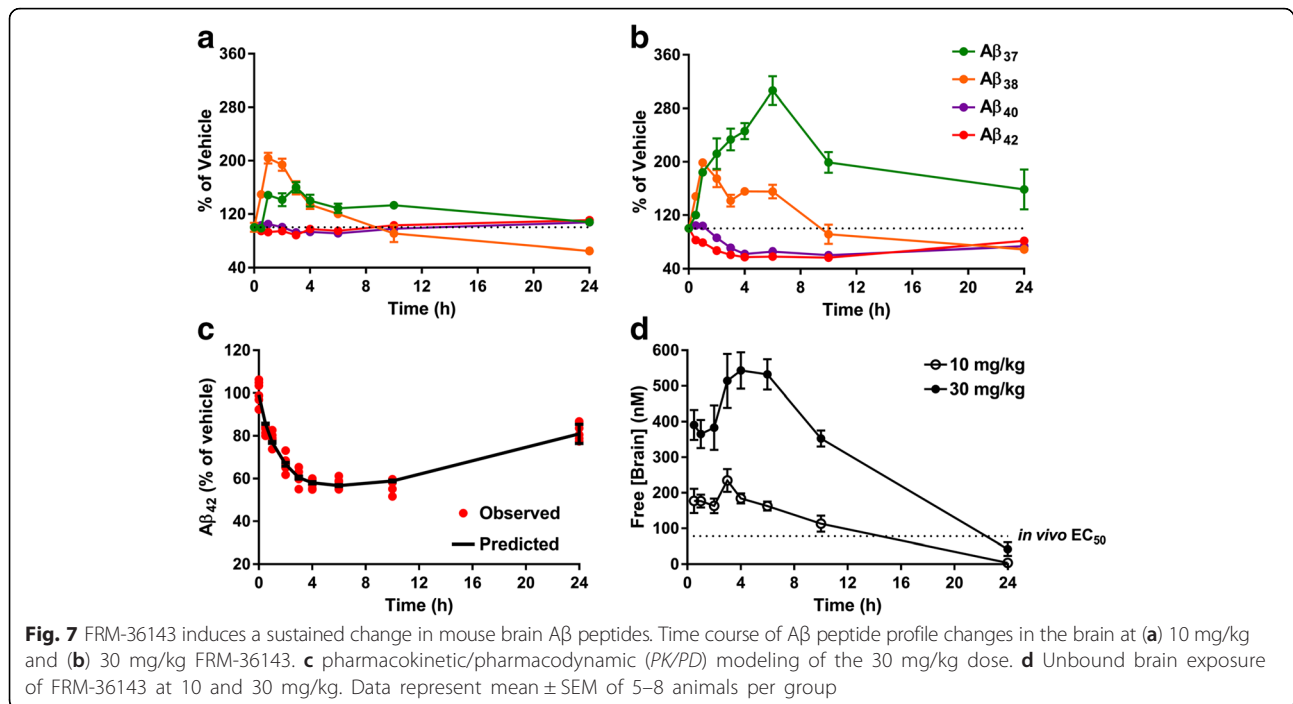 a
360
280
200
120
40
% of Vehicle
0 4 8 12 16 20 24
Time (h)
b
360
280
200
120
40
% of Vehicle
0 4 8 12 16 20 24
Time (h)
Aβ37
Aβ38
Aβ40
Aβ42
c
120
100
80
60
40
20
Aβ42 (% of vehicle)
Observed
Predicted
0 4 8 12 16 20 24
Time (h)
d
600
500
400
300
200
100
0
Free [Brain] (nM)
10 mg/kg
30 mg/kg
in vivo EC50
0 4 8 12 16 20 24
Time (h)
Fig. 7 FRM-36143 induces a sustained change in mouse brain Aβ peptides. Time course of Aβ peptide profile changes in the brain at (a) 10 mg/kg
and (b) 30 mg/kg FRM-36143. c pharmacokinetic/pharmacodynamic (PK/PD) modeling of the 30 mg/kg dose. d Unbound brain exposure
of FRM-36143 at 10 and 30 mg/kg. Data represent mean ± SEM of 5–8 animals per group